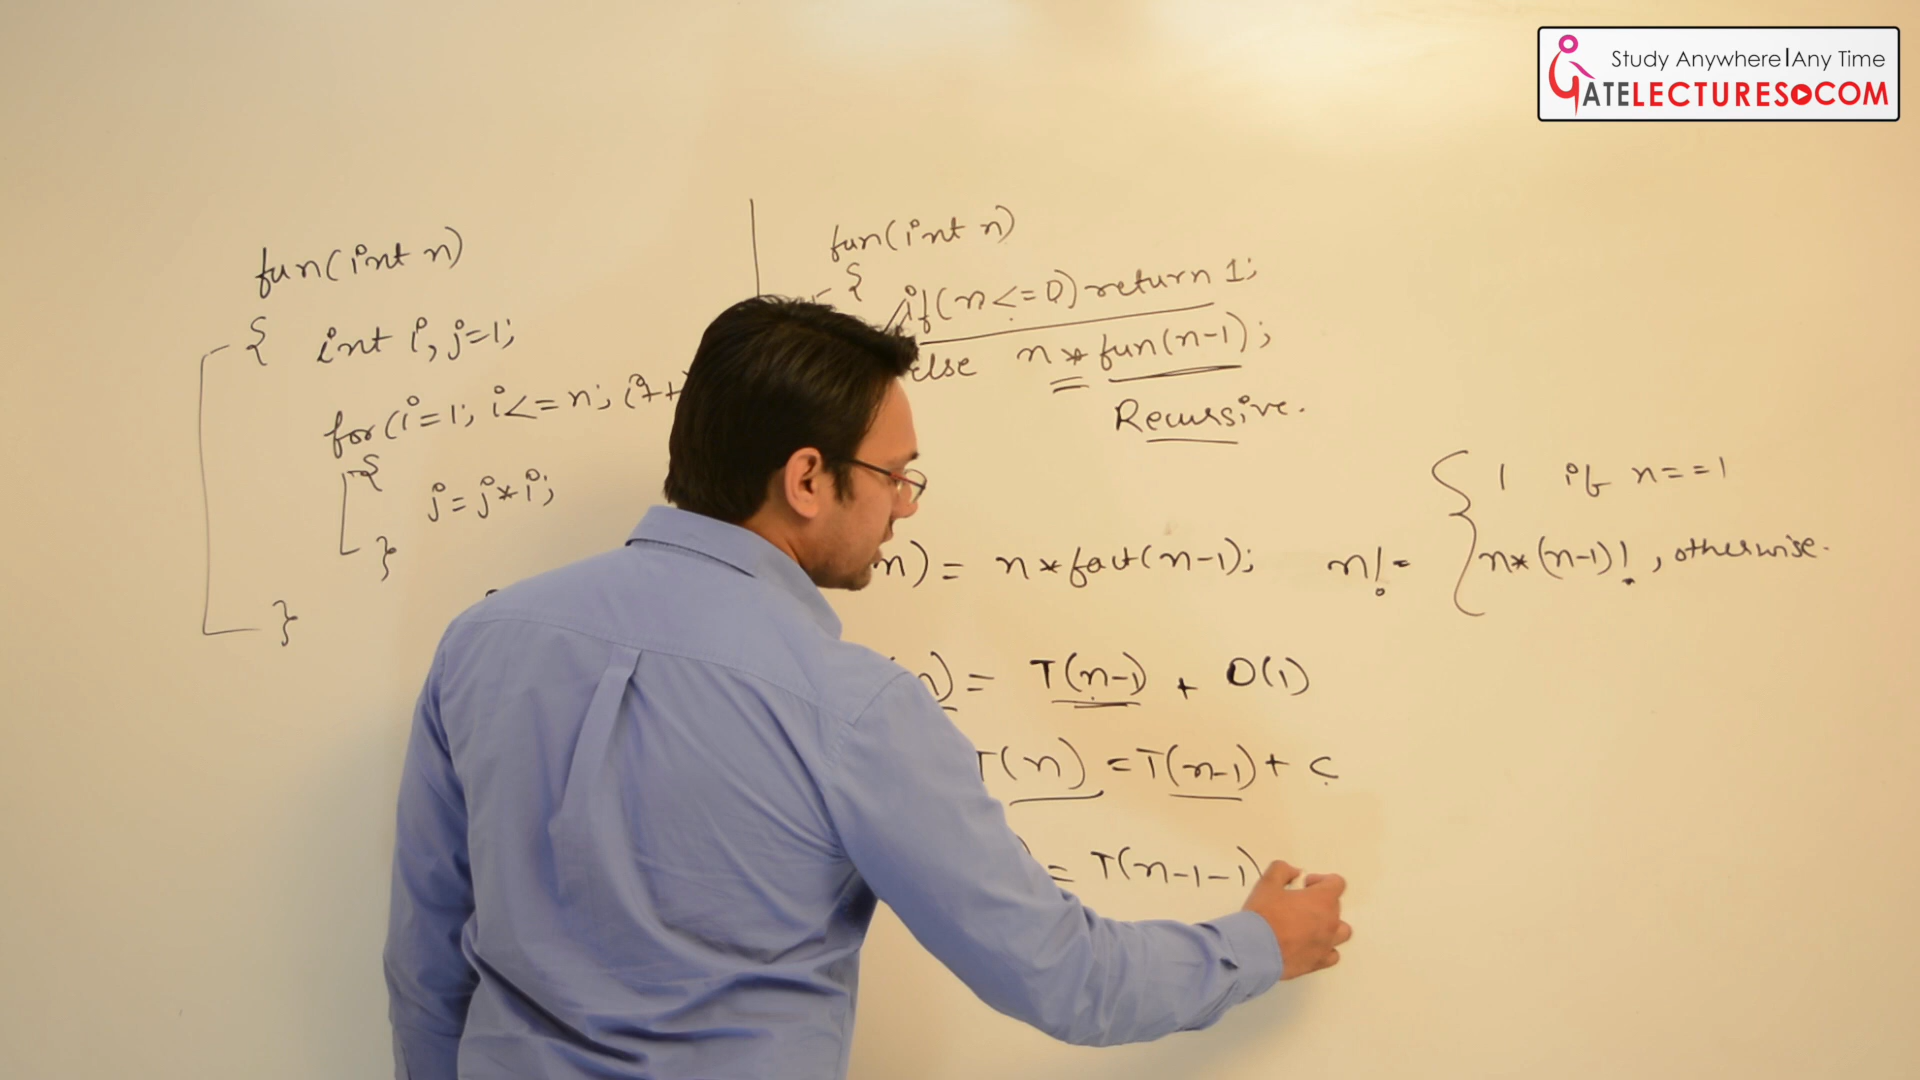 Study Anywhere|Any Time
GATELECTURES.COM
fun(int n)
{ int i, j=1;
for(i=1; i<=n; i++
{
j=j*i;
}
}
fun(int n)
{
if(n<=0)return 1;
else n*fun(n-1);
Recursive.
n) = n*fact(n-1);
n! = { 1 if n==1
n*(n-1)!, otherwise.
n) = T(n-1) + O(1)
T(n) = T(n-1) + c
) = T(n-1-1)